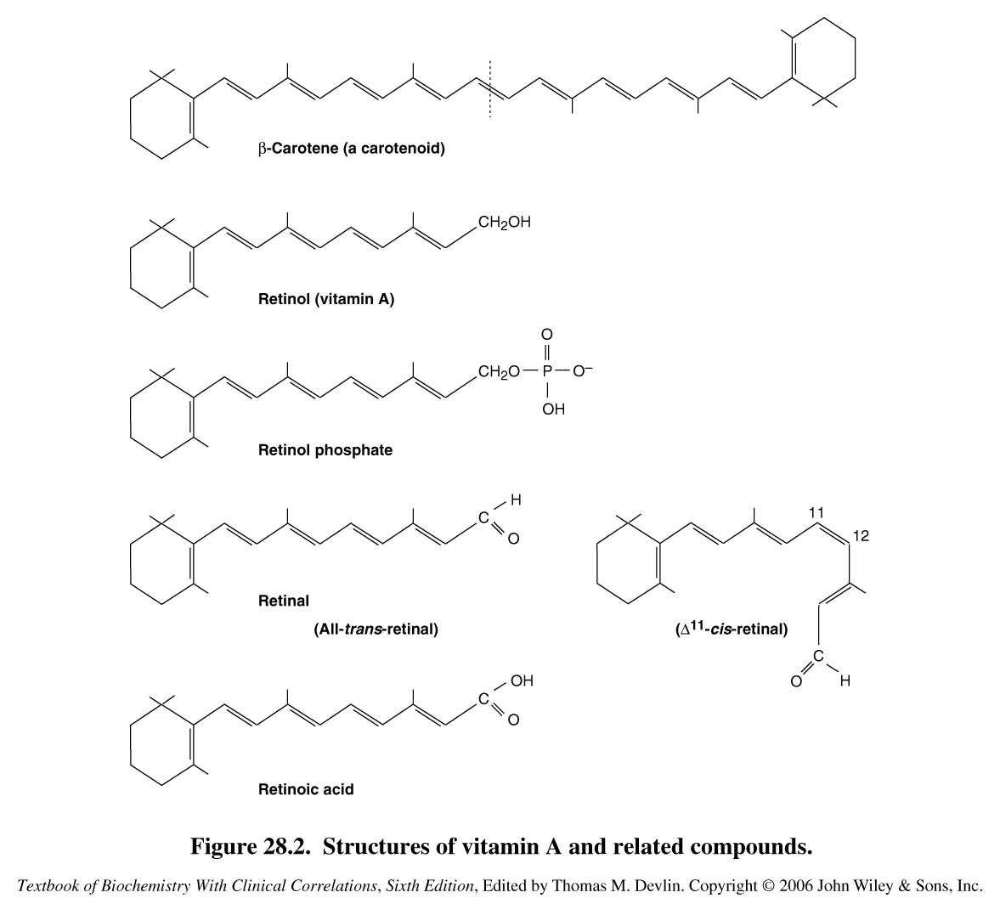 β-Carotene (a carotenoid)
CH2OH
Retinol (vitamin A)
O
CH2O P O–
OH
Retinol phosphate
H
C
O
Retinal
(All-trans-retinal)
11
12
C
O H
(Δ11-cis-retinal)
OH
C
O
Retinoic acid
Figure 28.2. Structures of vitamin A and related compounds.
Textbook of Biochemistry With Clinical Correlations, Sixth Edition, Edited by Thomas M. Devlin. Copyright © 2006 John Wiley & Sons, Inc.